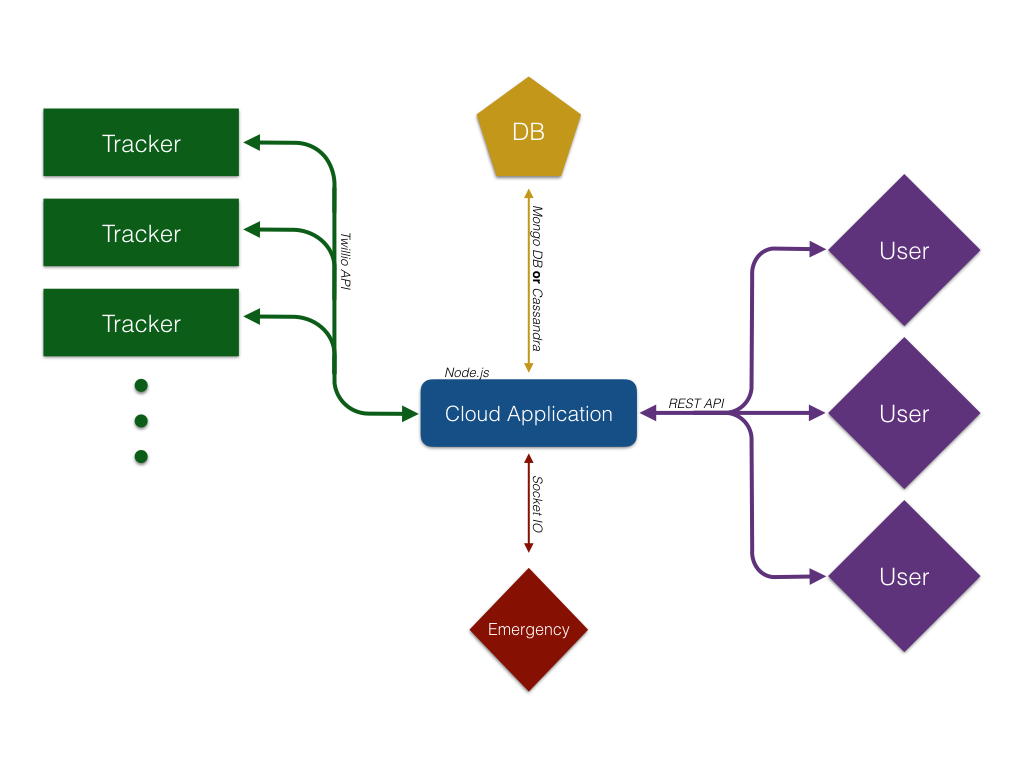 Tracker
Tracker
Tracker
Twillio API
DB
Mongo DB or Cassandra
Node.js
Cloud Application
Socket IO
Emergency
REST API
User
User
User